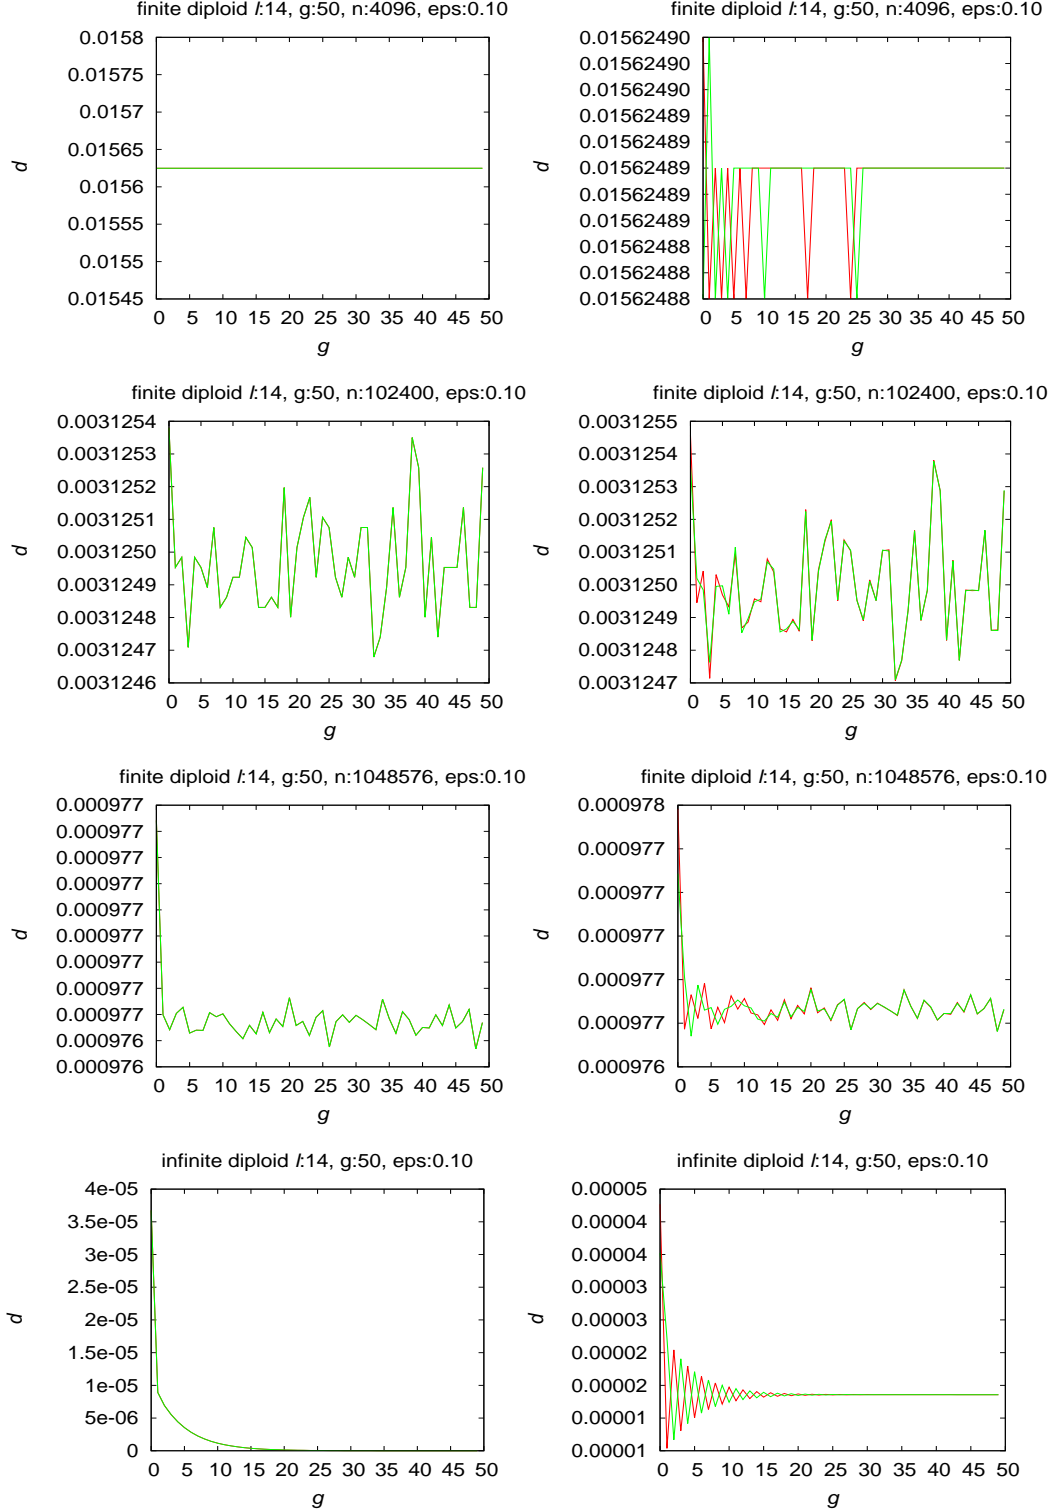 finite diploid l:14, g:50, n:4096, eps:0.10
0.0158
0.01575
0.0157
0.01565
0.0156
0.01555
0.0155
0.01545
d
0 5 10 15 20 25 30 35 40 45 50
g
finite diploid l:14, g:50, n:4096, eps:0.10
0.01562490
0.01562490
0.01562490
0.01562489
0.01562489
0.01562489
0.01562489
0.01562489
0.01562488
0.01562488
0.01562488
d
0 5 10 15 20 25 30 35 40 45 50
g
finite diploid l:14, g:50, n:102400, eps:0.10
0.0031254
0.0031253
0.0031252
0.0031251
0.0031250
0.0031249
0.0031248
0.0031247
0.0031246
d
0 5 10 15 20 25 30 35 40 45 50
g
finite diploid l:14, g:50, n:102400, eps:0.10
0.0031255
0.0031254
0.0031253
0.0031252
0.0031251
0.0031250
0.0031249
0.0031248
0.0031247
d
0 5 10 15 20 25 30 35 40 45 50
g
finite diploid l:14, g:50, n:1048576, eps:0.10
0.000977
0.000977
0.000977
0.000977
0.000977
0.000977
0.000977
0.000977
0.000977
0.000976
0.000976
d
0 5 10 15 20 25 30 35 40 45 50
g
finite diploid l:14, g:50, n:1048576, eps:0.10
0.000978
0.000977
0.000977
0.000977
0.000977
0.000977
0.000976
d
0 5 10 15 20 25 30 35 40 45 50
g
infinite diploid l:14, g:50, eps:0.10
4e-05
3.5e-05
3e-05
2.5e-05
2e-05
1.5e-05
1e-05
5e-06
0
d
0 5 10 15 20 25 30 35 40 45 50
g
infinite diploid l:14, g:50, eps:0.10
0.00005
0.00004
0.00004
0.00003
0.00003
0.00002
0.00002
0.00001
0.00001
d
0 5 10 15 20 25 30 35 40 45 50
g